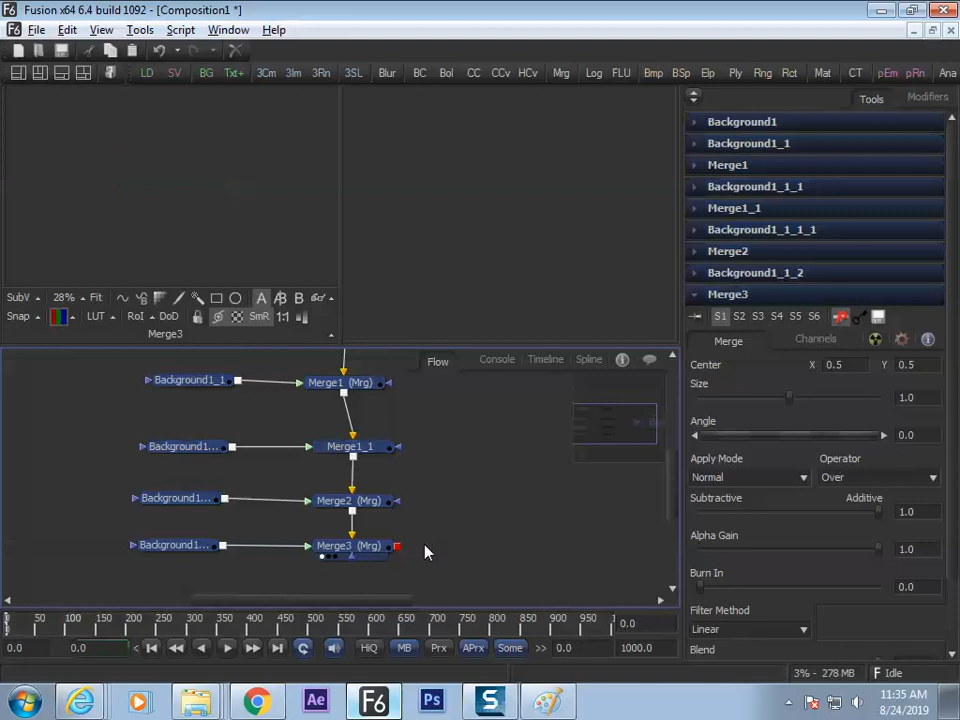 Fusion x64 6.4 build 1092 - [Composition1 *]
File Edit View Tools Script Window Help
LD SV BG Txt+ 3Cm 3Im 3Rn 3SL Blur BC Bol CC CCv HCv Mrg Log FLU Bmp BSp Elp Ply Rng Rct Mat CT pEm pRn Ana
Tools Modifiers
Background1
Background1_1
Merge1
Background1_1_1
Merge1_1
Background1_1_1_1
Merge2
Background1_1_2
Merge3
SubV 28% Fit A B
Snap LUT RoI DoD SmR 1:1
Merge3
S1 S2 S3 S4 S5 S6
Merge Channels
Flow Console Timeline Spline
Center X 0.5 Y 0.5
Size
1.0
Angle
0.0
Apply Mode Operator
Normal Over
Subtractive Additive
1.0
Alpha Gain
1.0
Burn In
0.0
Filter Method
Linear
Blend
Background1_1 Merge1 (Mrg)
Background1... Merge1_1
Background1... Merge2 (Mrg)
Background1... Merge3 (Mrg)
0 50 100 150 200 250 300 350 400 450 500 550 600 650 700 750 800 850 900 950 0.0
0.0 0.0 < HiQ MB Prx APrx Some >> 0.0 1000.0
3% - 278 MB Idle
Ae F6 Ps S
11:35 AM
8/24/2019